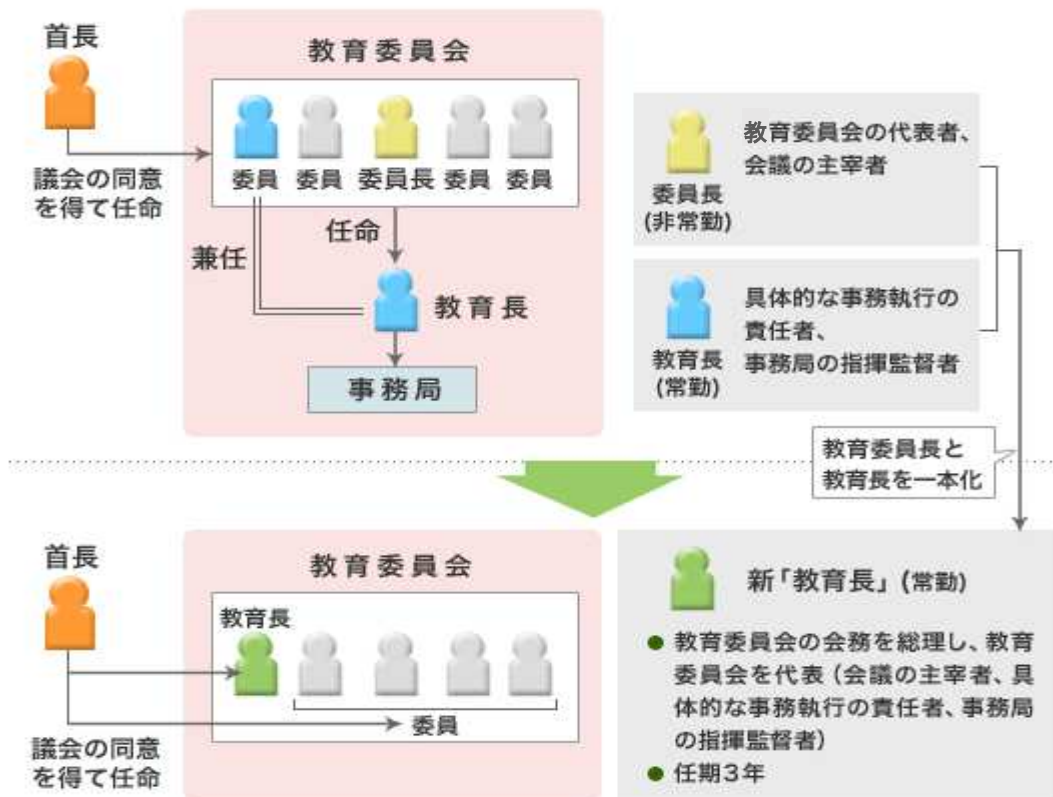 首長
議会の同意
を得て任命
教育委員会
委員 委員 委員長 委員 委員
兼任
任命
教育長
事務局
委員長
(非常勤)
教育委員会の代表者、
会議の主宰者
教育長
(常勤)
具体的な事務執行の
責任者、
事務局の指揮監督者
教育委員長と
教育長を一本化
首長
議会の同意
を得て任命
教育委員会
教育長
委員
新「教育長」(常勤)
● 教育委員会の会務を総理し、教育
委員会を代表(会議の主宰者、具
体的な事務執行の責任者、事務局
の指揮監督者)
● 任期3年